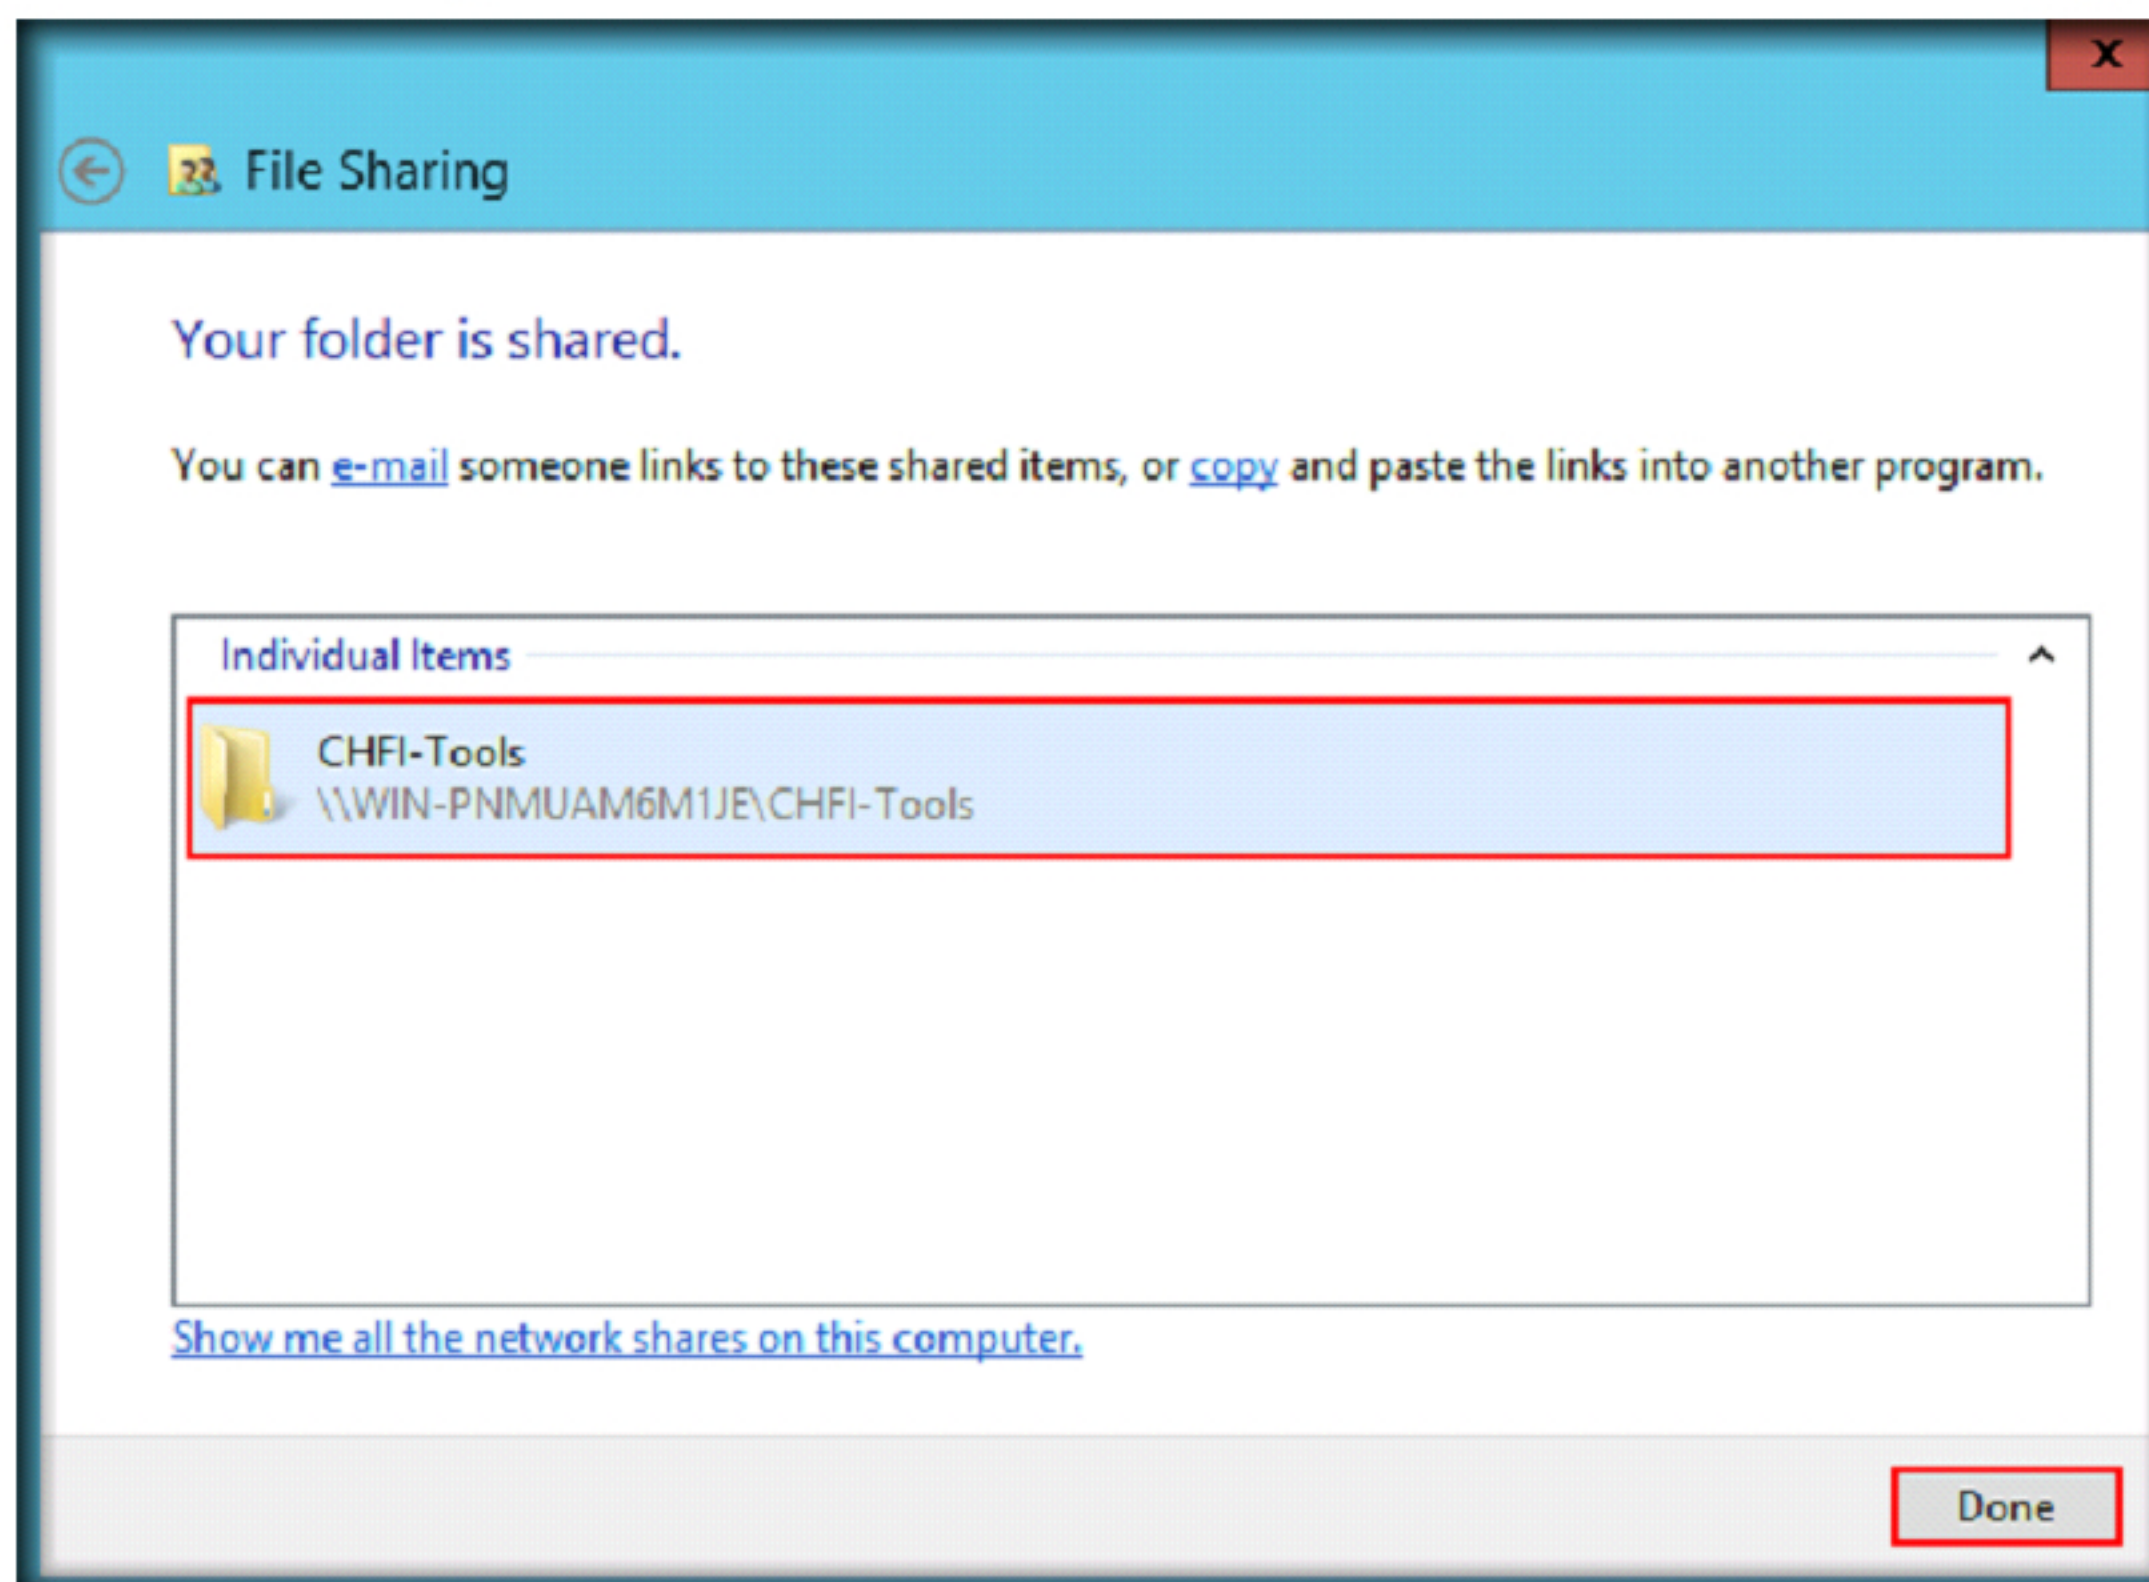 x
File Sharing
Your folder is shared.
You can e-mail someone links to these shared items, or copy and paste the links into another program.
Individual Items
CHFI-Tools
\\WIN-PNMUAM6M1JE\CHFI-Tools
Show me all the network shares on this computer.
Done